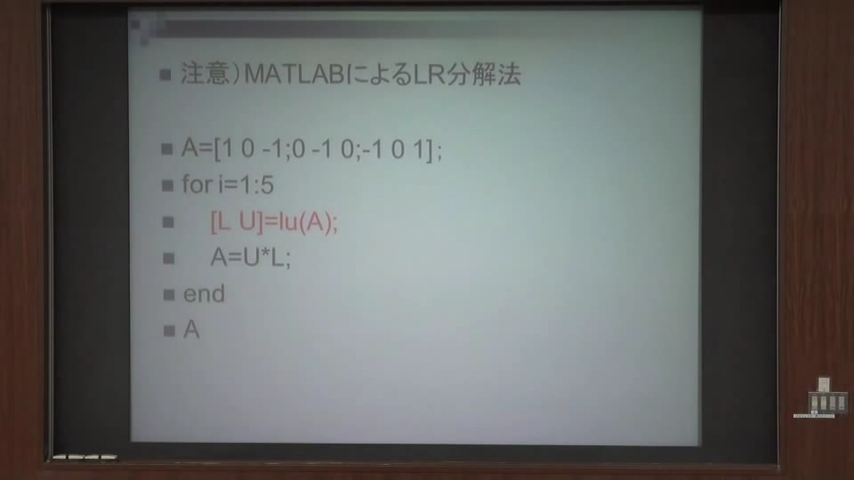 注意）MATLABによるLR分解法
A=[1 0 -1;0 -1 0;-1 0 1];
for i=1:5
[L U]=lu(A);
A=U*L;
end
A